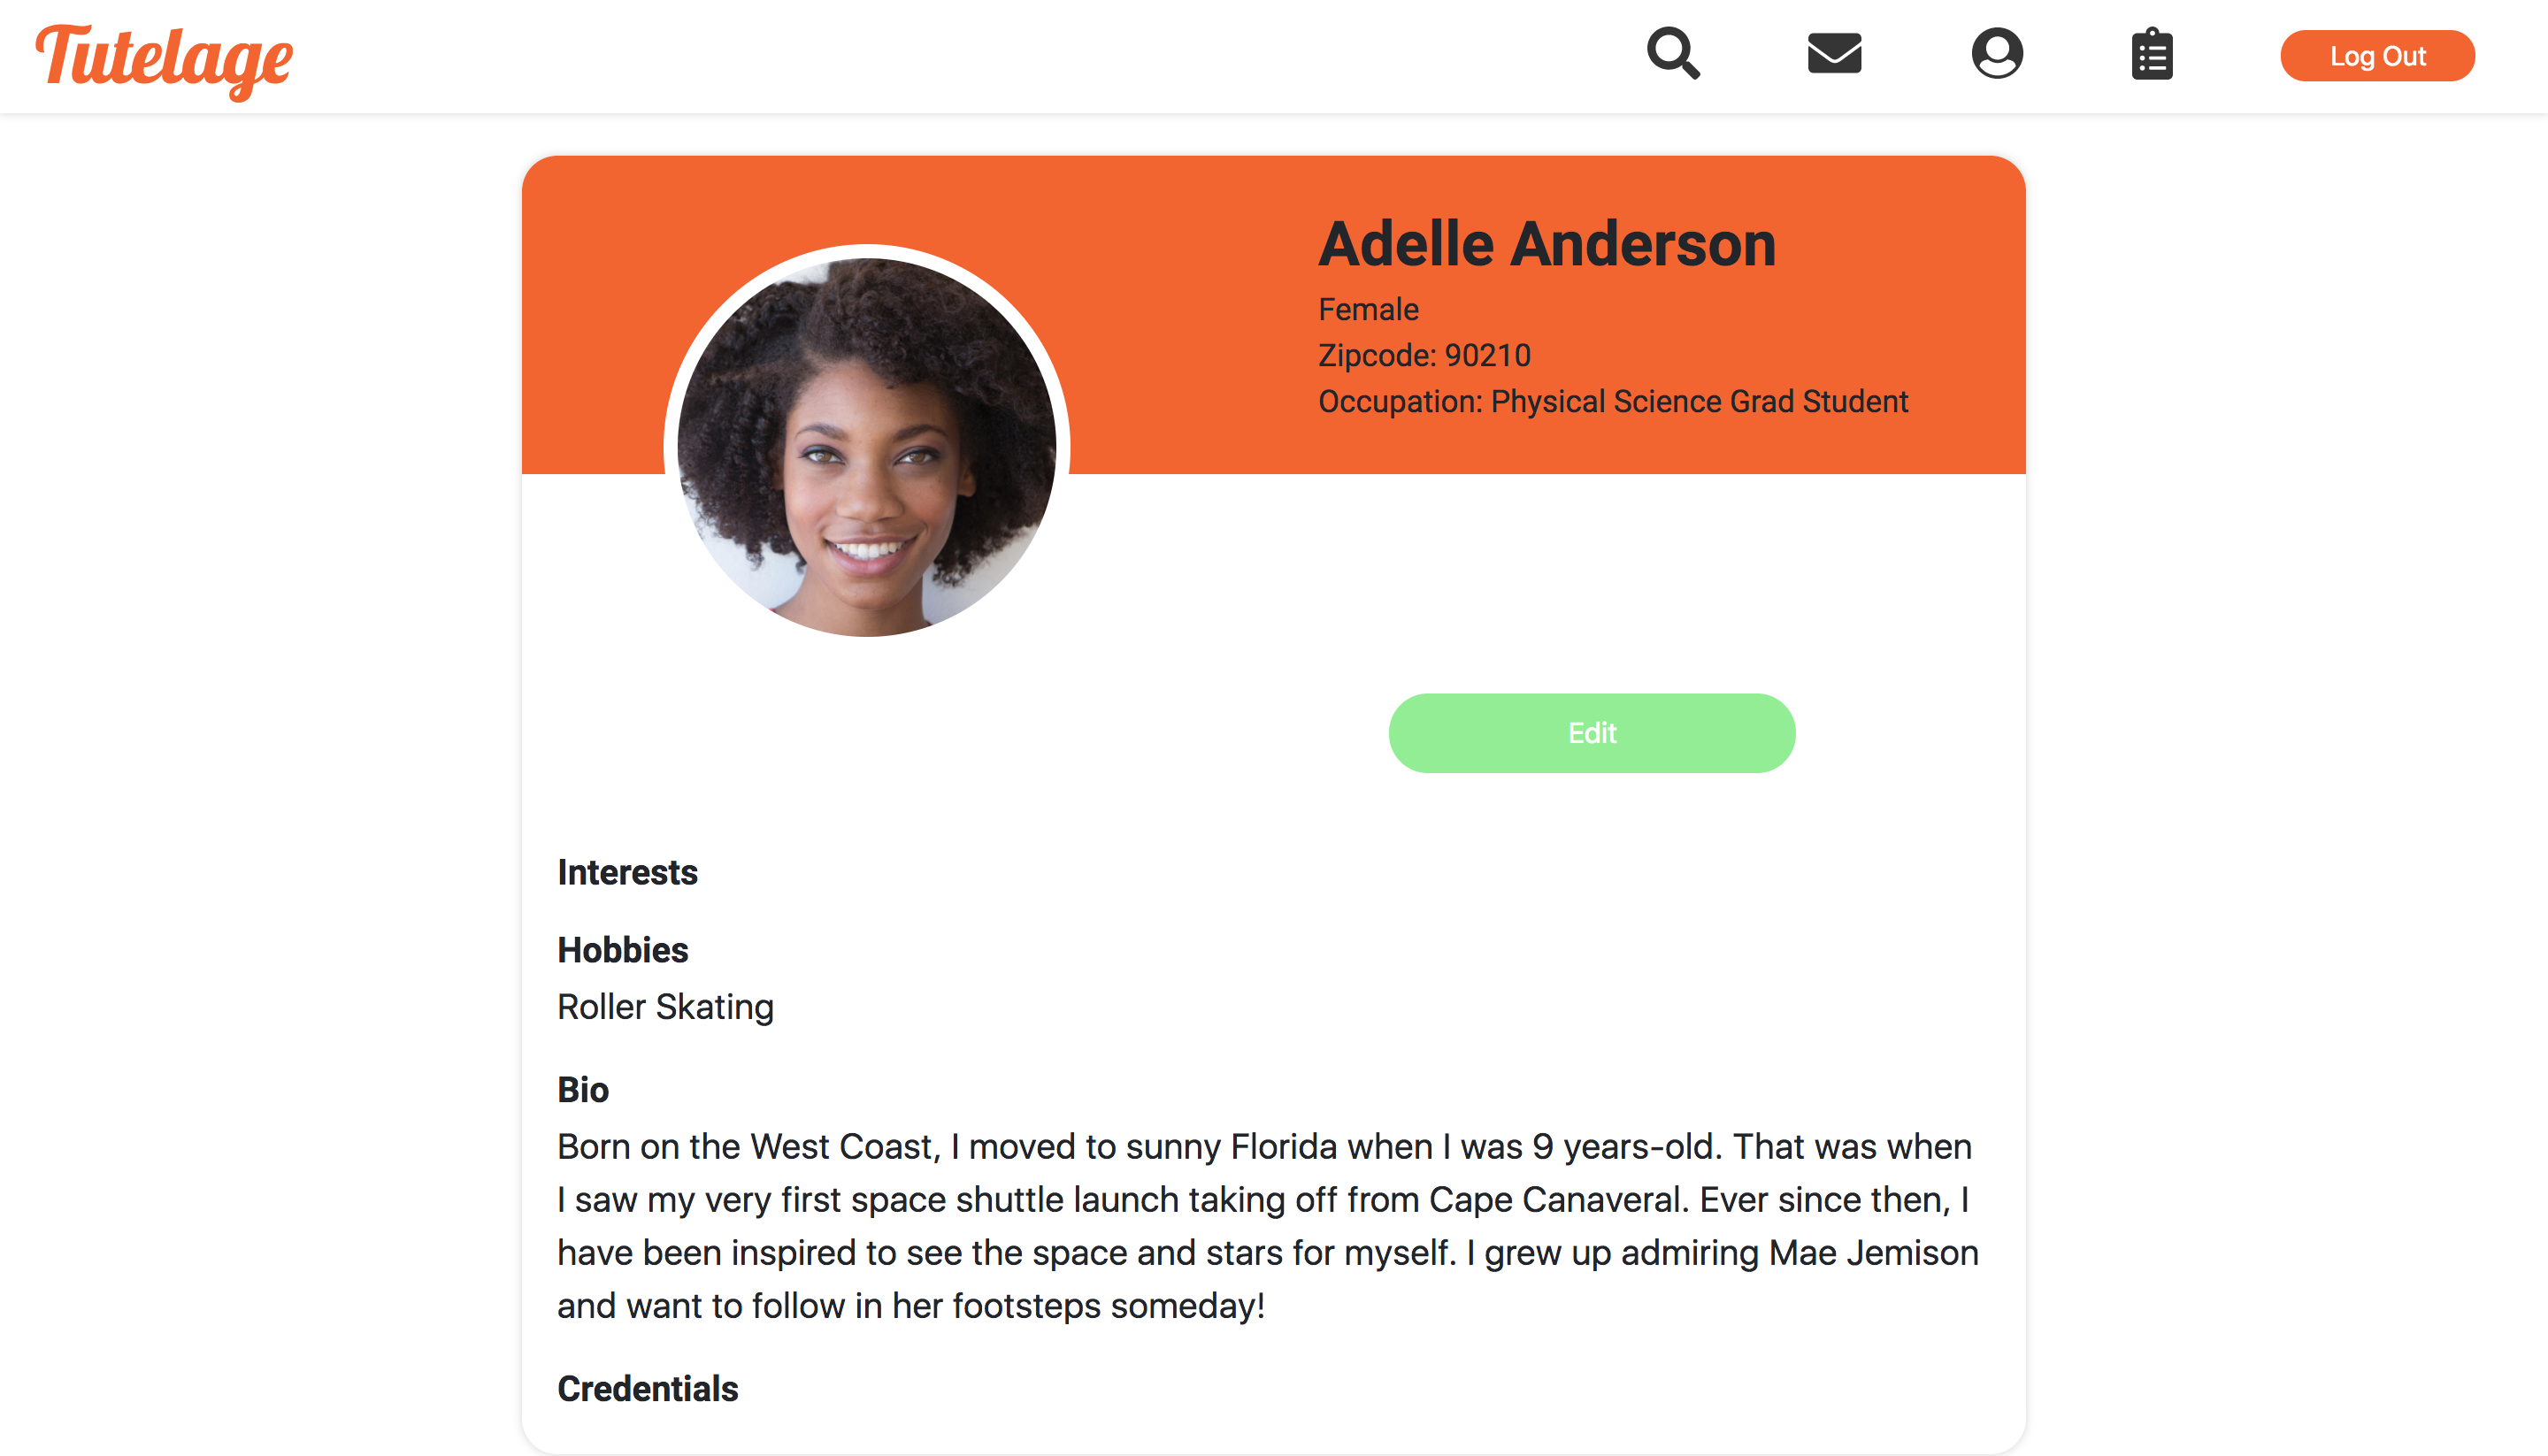 Tutelage
Log Out
Adelle Anderson
Female
Zipcode: 90210
Occupation: Physical Science Grad Student
Edit
Interests
Hobbies
Roller Skating
Bio
Born on the West Coast, I moved to sunny Florida when I was 9 years-old. That was when
I saw my very first space shuttle launch taking off from Cape Canaveral. Ever since then, I
have been inspired to see the space and stars for myself. I grew up admiring Mae Jemison
and want to follow in her footsteps someday!
Credentials